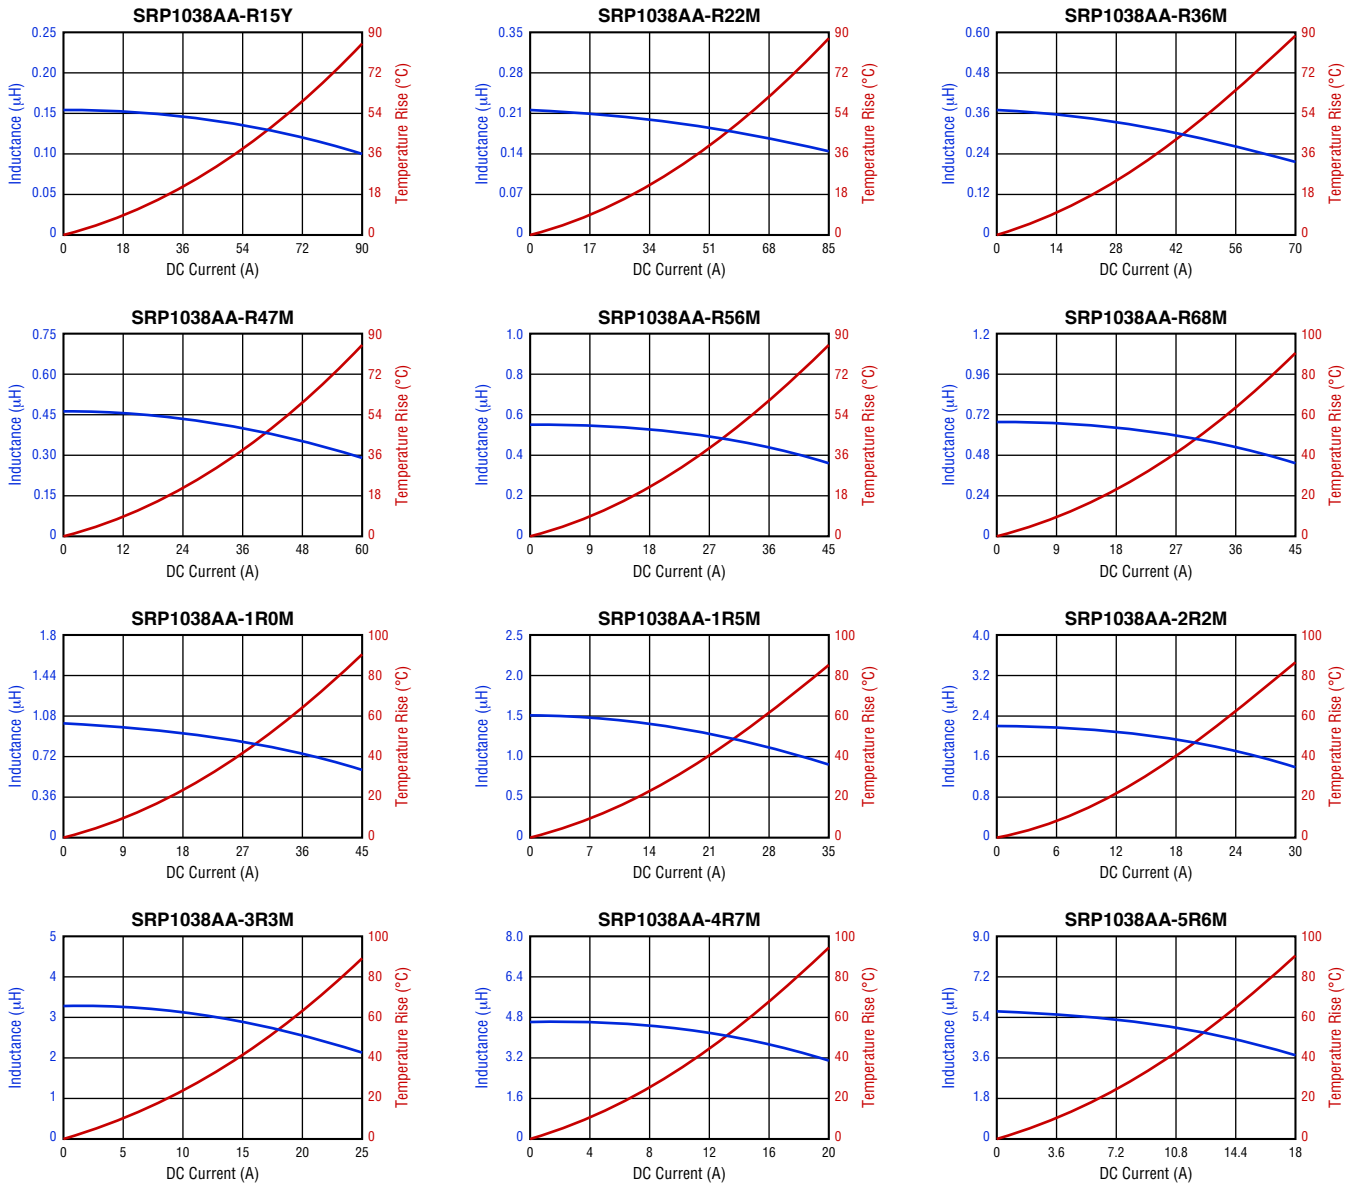 SRP1038AA-R15Y
Inductance (μH)
0.25
0.20
0.15
0.10
0.05
0
90
72
54
36
18
0
Temperature Rise (°C)
0 18 36 54 72 90
DC Current (A)
SRP1038AA-R22M
Inductance (μH)
0.35
0.28
0.21
0.14
0.07
0
90
72
54
36
18
0
Temperature Rise (°C)
0 17 34 51 68 85
DC Current (A)
SRP1038AA-R36M
Inductance (μH)
0.60
0.48
0.36
0.24
0.12
0
90
72
54
36
18
0
Temperature Rise (°C)
0 14 28 42 56 70
DC Current (A)
SRP1038AA-R47M
Inductance (μH)
0.75
0.60
0.45
0.30
0.15
0
90
72
54
36
18
0
Temperature Rise (°C)
0 12 24 36 48 60
DC Current (A)
SRP1038AA-R56M
Inductance (μH)
1.0
0.8
0.6
0.4
0.2
0
90
72
54
36
18
0
Temperature Rise (°C)
0 9 18 27 36 45
DC Current (A)
SRP1038AA-R68M
Inductance (μH)
1.2
0.96
0.72
0.48
0.24
0
100
80
60
40
20
0
Temperature Rise (°C)
0 9 18 27 36 45
DC Current (A)
SRP1038AA-1R0M
Inductance (μH)
1.8
1.44
1.08
0.72
0.36
0
100
80
60
40
20
0
Temperature Rise (°C)
0 9 18 27 36 45
DC Current (A)
SRP1038AA-1R5M
Inductance (μH)
2.5
2.0
1.5
1.0
0.5
0
100
80
60
40
20
0
Temperature Rise (°C)
0 7 14 21 28 35
DC Current (A)
SRP1038AA-2R2M
Inductance (μH)
4.0
3.2
2.4
1.6
0.8
0
100
80
60
40
20
0
Temperature Rise (°C)
0 6 12 18 24 30
DC Current (A)
SRP1038AA-3R3M
Inductance (μH)
5
4
3
2
1
0
100
80
60
40
20
0
Temperature Rise (°C)
0 5 10 15 20 25
DC Current (A)
SRP1038AA-4R7M
Inductance (μH)
8.0
6.4
4.8
3.2
1.6
0
100
80
60
40
20
0
Temperature Rise (°C)
0 4 8 12 16 20
DC Current (A)
SRP1038AA-5R6M
Inductance (μH)
9.0
7.2
5.4
3.6
1.8
0
100
80
60
40
20
0
Temperature Rise (°C)
0 3.6 7.2 10.8 14.4 18
DC Current (A)